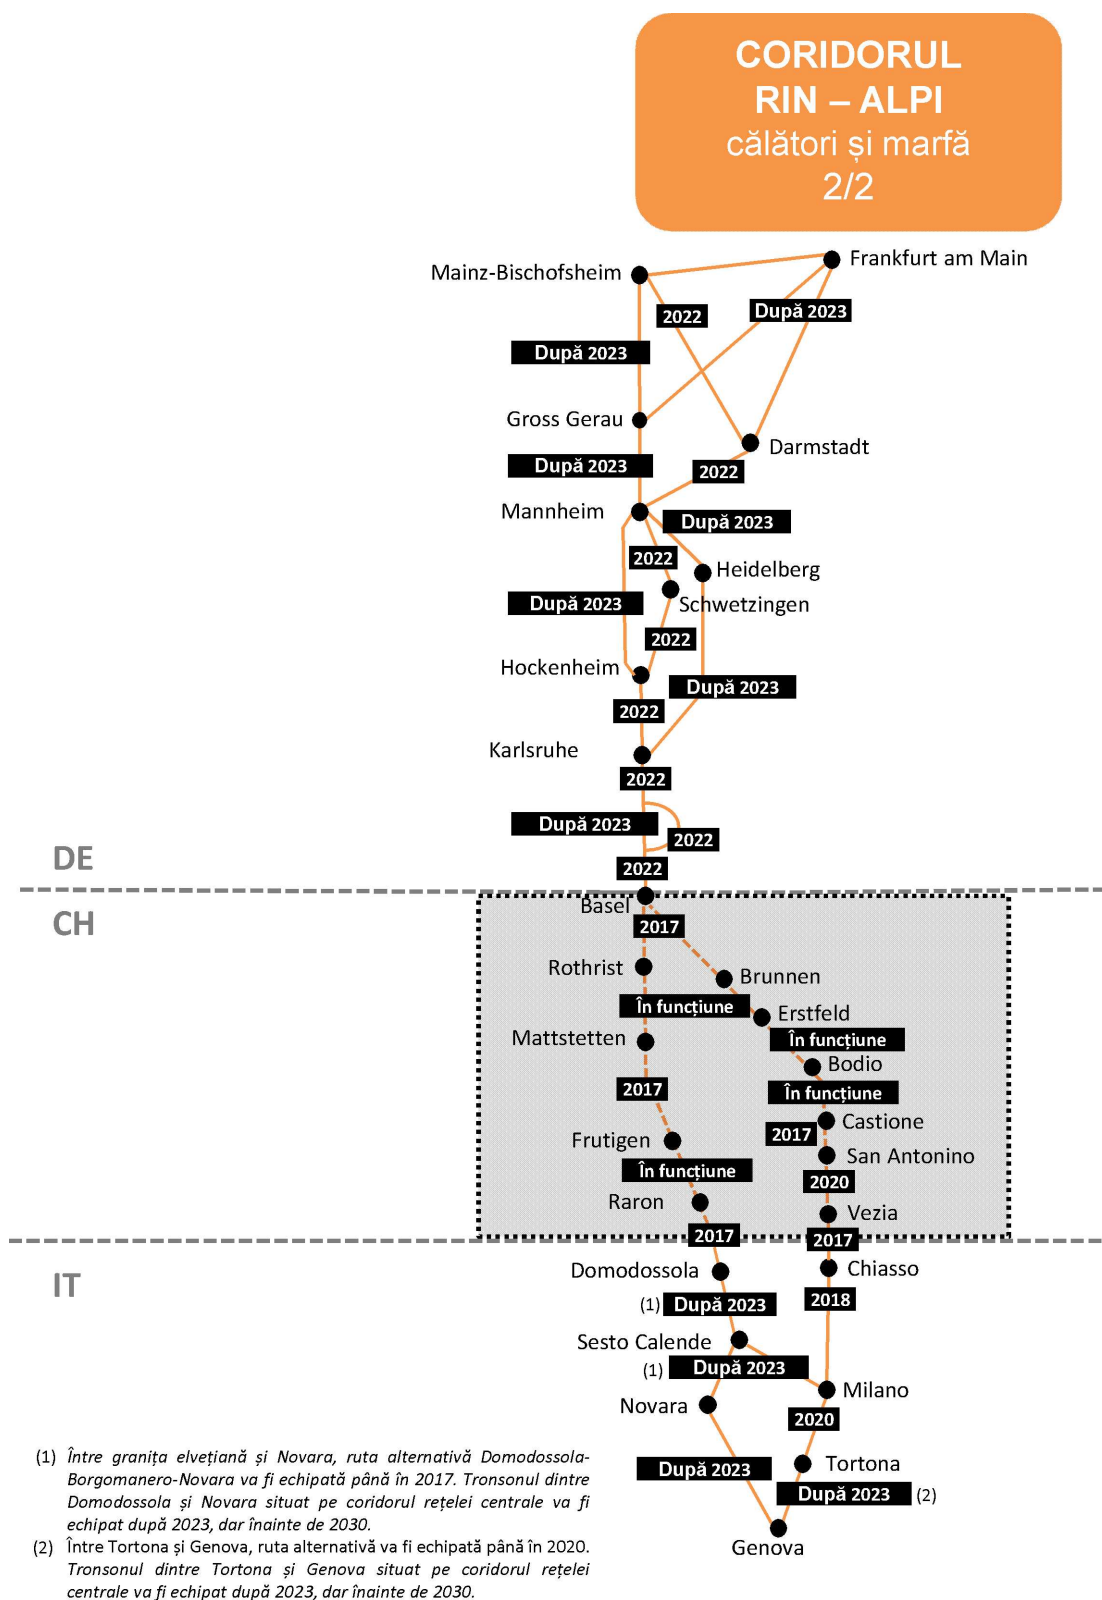 CORIDORUL
RIN – ALPI
călători și marfă
2/2
Frankfurt am Main
Mainz-Bischofsheim
2022
După 2023
După 2023
Gross Gerau
Darmstadt
După 2023
2022
Mannheim
După 2023
2022
Heidelberg
După 2023
Schwetzingen
2022
Hockenheim
După 2023
2022
Karlsruhe
2022
După 2023
2022
DE
2022
CH
Basel
2017
Rothrist
Brunnen
În funcțiune
Erstfeld
Mattstetten
În funcțiune
Bodio
2017
În funcțiune
Castione
2017
Frutigen
San Antonino
În funcțiune
2020
Raron
Vezia
2017
2017
IT
Domodossola
Chiasso
(1) După 2023
2018
Sesto Calende
(1) După 2023
Milano
Novara
2020
Tortona
După 2023
După 2023 (2)
Genova
(1) Între granița elvețiană și Novara, ruta alternativă Domodossola-
Borgomanero-Novara va fi echipată până în 2017. Tronsonul dintre
Domodossola și Novara situat pe coridorul rețelei centrale va fi
echipat după 2023, dar înainte de 2030.
(2) Între Tortona și Genova, ruta alternativă va fi echipată până în 2020.
Tronsonul dintre Tortona și Genova situat pe coridorul rețelei
centrale va fi echipat după 2023, dar înainte de 2030.